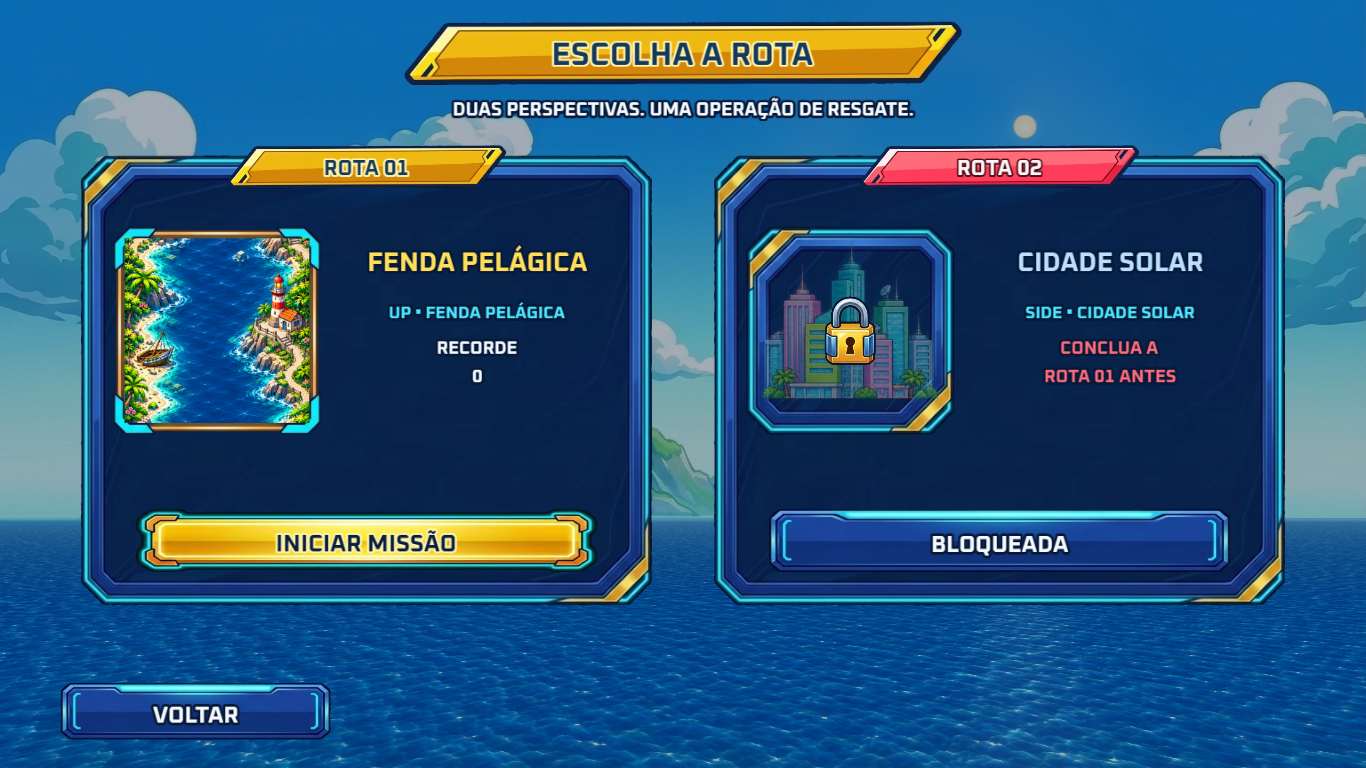 ESCOLHA A ROTA
DUAS PERSPECTIVAS. UMA OPERAÇÃO DE RESGATE.
ROTA 01
FENDA PELÁGICA
UP • FENDA PELÁGICA
RECORDE
0
INICIAR MISSÃO
ROTA 02
CIDADE SOLAR
SIDE • CIDADE SOLAR
CONCLUA A
ROTA 01 ANTES
BLOQUEADA
VOLTAR